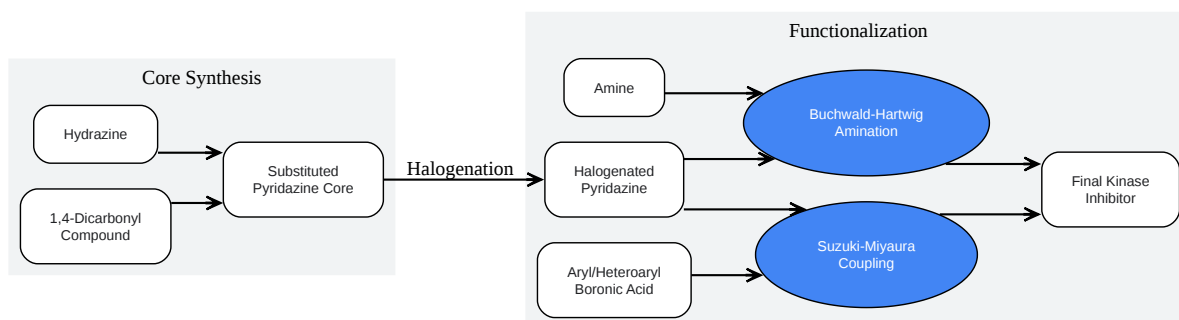 Core Synthesis
Hydrazine
1,4-Dicarbonyl
Compound
Substituted
Pyridazine Core
Halogenation
Functionalization
Amine
Halogenated
Pyridazine
Aryl/Heteroaryl
Boronic Acid
Buchwald-Hartwig
Amination
Suzuki-Miyaura
Coupling
Final Kinase
Inhibitor